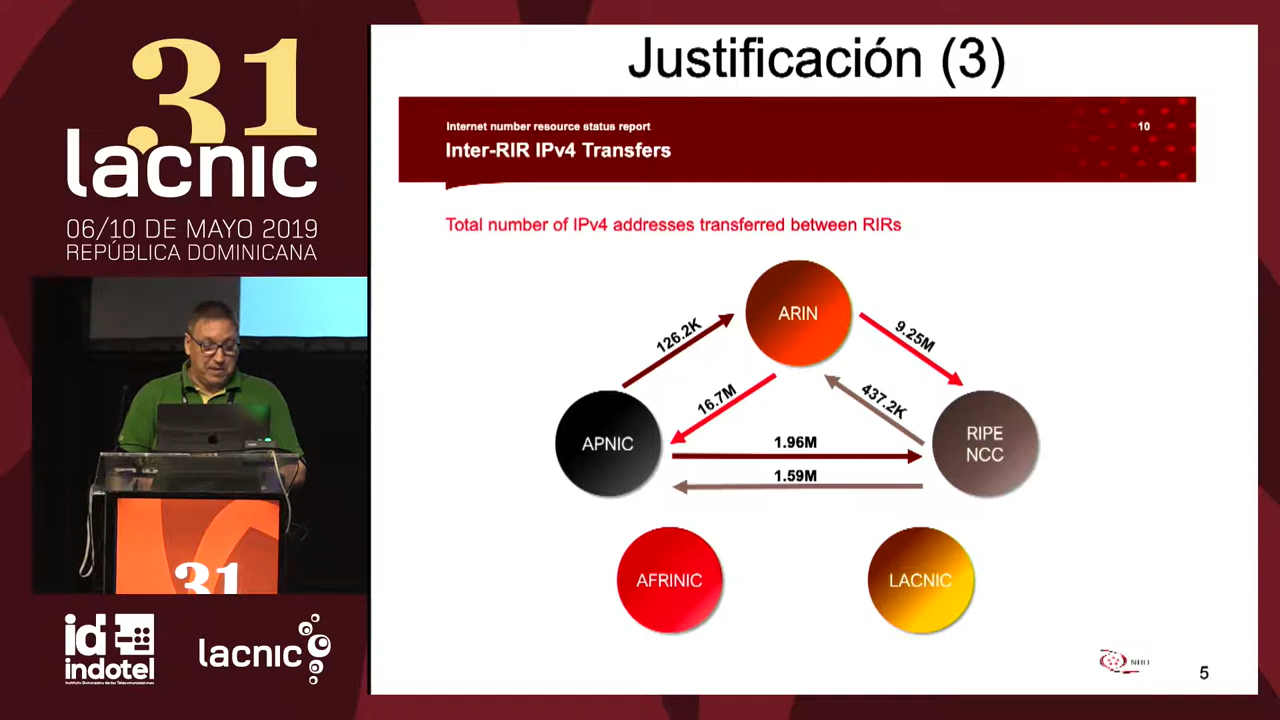 31
lacnic
06/10 DE MAYO 2019
REPÚBLICA DOMINICANA
31
id
indotel
Instituto Dominicano de las Telecomunicaciones
lacnic
Justificación (3)
Internet number resource status report
10
Inter-RIR IPv4 Transfers
Total number of IPv4 addresses transferred between RIRs
ARIN
126.2K
9.25M
16.7M
437.2K
APNIC
1.96M
RIPE
NCC
1.59M
AFRINIC
LACNIC
NRO
5